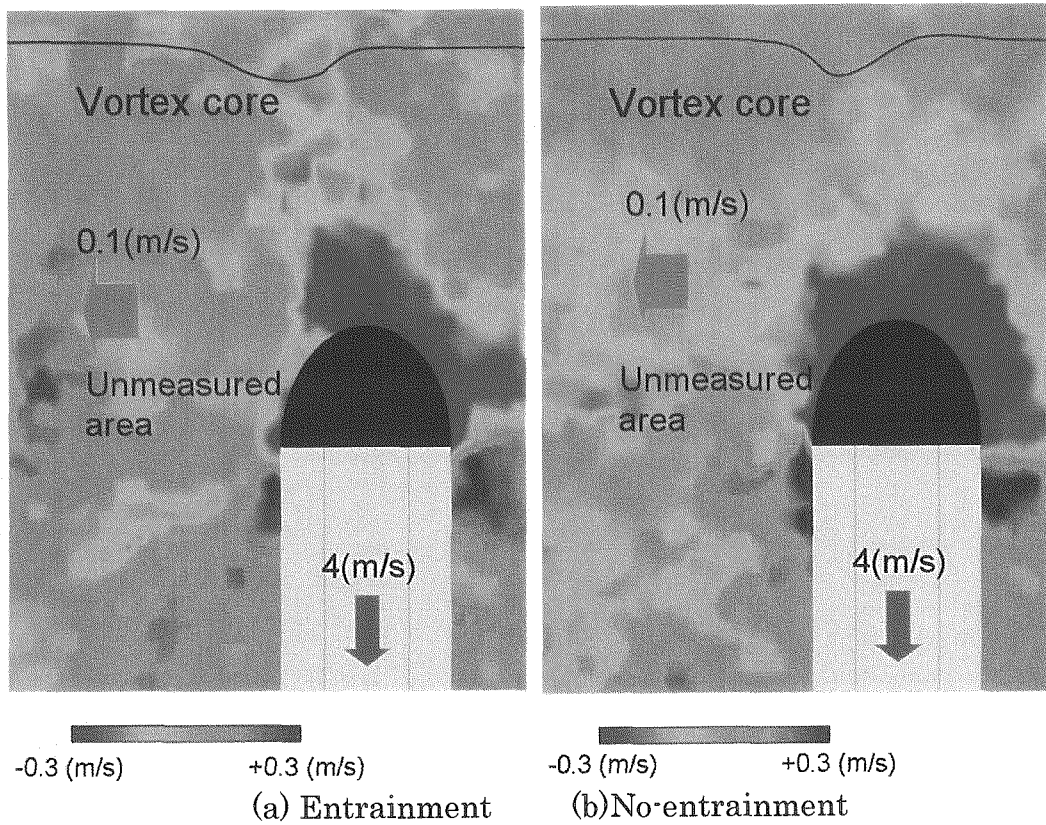 Vortex core
0.1(m/s)
Unmeasured
area
4(m/s)
-0.3 (m/s) +0.3 (m/s)
(a) Entrainment
Vortex core
0.1(m/s)
Unmeasured
area
4(m/s)
-0.3 (m/s) +0.3 (m/s)
(b)No-entrainment